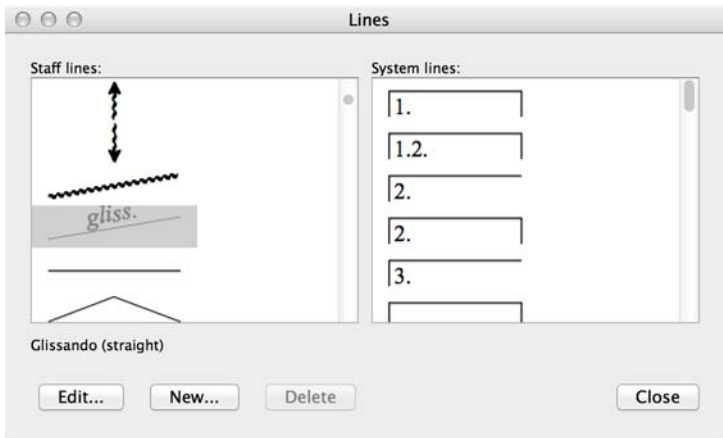 Lines
Staff lines:
System lines:
gliss.
1.
1.2.
2.
2.
3.
Glissando (straight)
Edit...
New...
Delete
Close